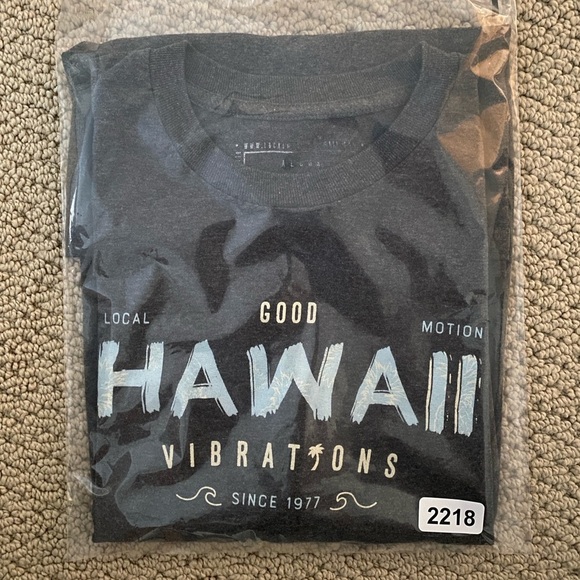 GOOD
LOCAL MOTION
HAWAII
VIBRATIONS
SINCE 1977
2218